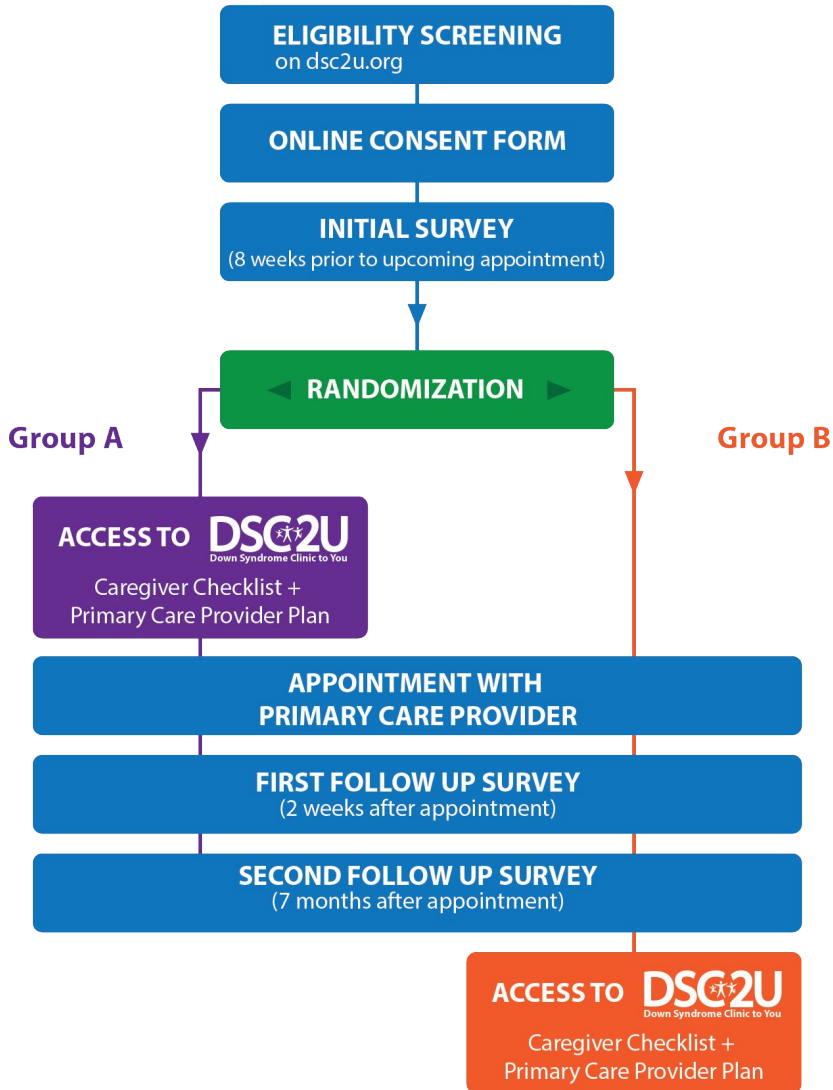 ELIGIBILITY SCREENING
on dsc2u.org
ONLINE CONSENT FORM
INITIAL SURVEY
(8 weeks prior to upcoming appointment)
RANDOMIZATION
Group A
Group B
ACCESS TO DSC2U
Down Syndrome Clinic to You
Caregiver Checklist +
Primary Care Provider Plan
APPOINTMENT WITH
PRIMARY CARE PROVIDER
FIRST FOLLOW UP SURVEY
(2 weeks after appointment)
SECOND FOLLOW UP SURVEY
(7 months after appointment)
ACCESS TO DSC2U
Down Syndrome Clinic to You
Caregiver Checklist +
Primary Care Provider Plan